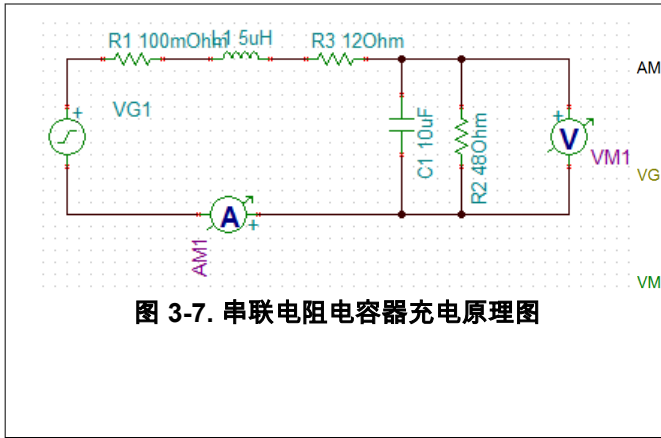 R1 100mOhm
L1 5uH
R3 12Ohm
AM
VG1
C1 10uF
R2 48Ohm
V
VM1
VG
A
AM1
VM
图 3-7. 串联电阻电容器充电原理图